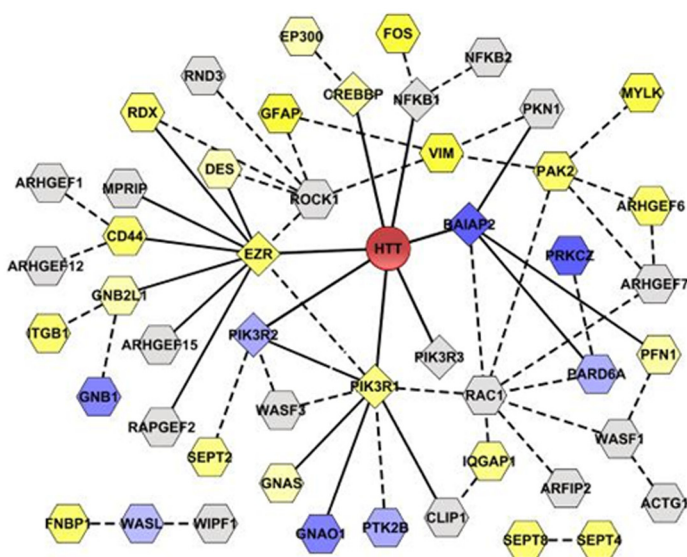 EP300
FOS
RND3
CREBBP
NFKB1
NFKB2
RDX
GFAP
PKN1
MYLK
DES
VIM
PAK2
ARHGEF1
MPRIP
ROCK1
ARHGEF6
CD44
EZR
HTT
BAIAP2
PRKCZ
ARHGEF12
GNB2L1
ARHGEF7
ITGB1
ARHGEF15
PIK3R2
PIK3R3
PFN1
GNB1
PIK3R1
RAC1
PARD6A
RAPGEF2
WASF3
WASF1
SEPT2
GNAS
IQGAP1
ARFIP2
ACTG1
FNBP1
WASL
WIPF1
GNAO1
PTK2B
CLIP1
SEPT8
SEPT4